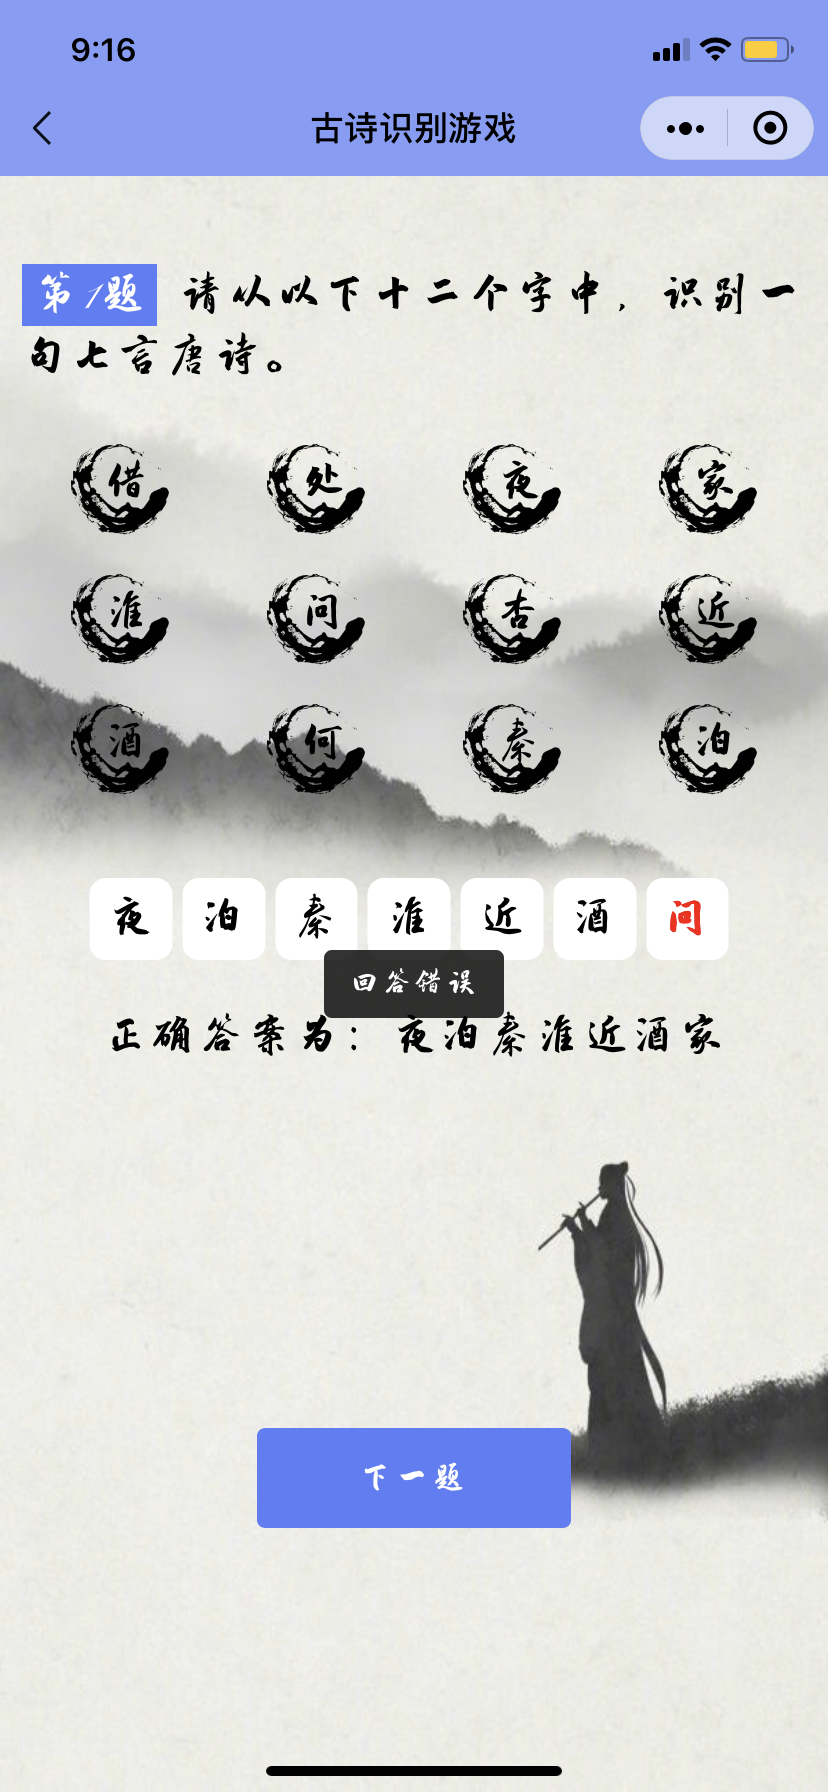 9:16
古诗识别游戏
第1题 请从以下十二个字中，识别一
句七言唐诗。
借 处 夜 家
淮 问 杏 近
酒 何 秦 泊
夜 泊 秦 淮 近 酒 问
回答错误
正确答案为：夜泊秦淮近酒家
下一题